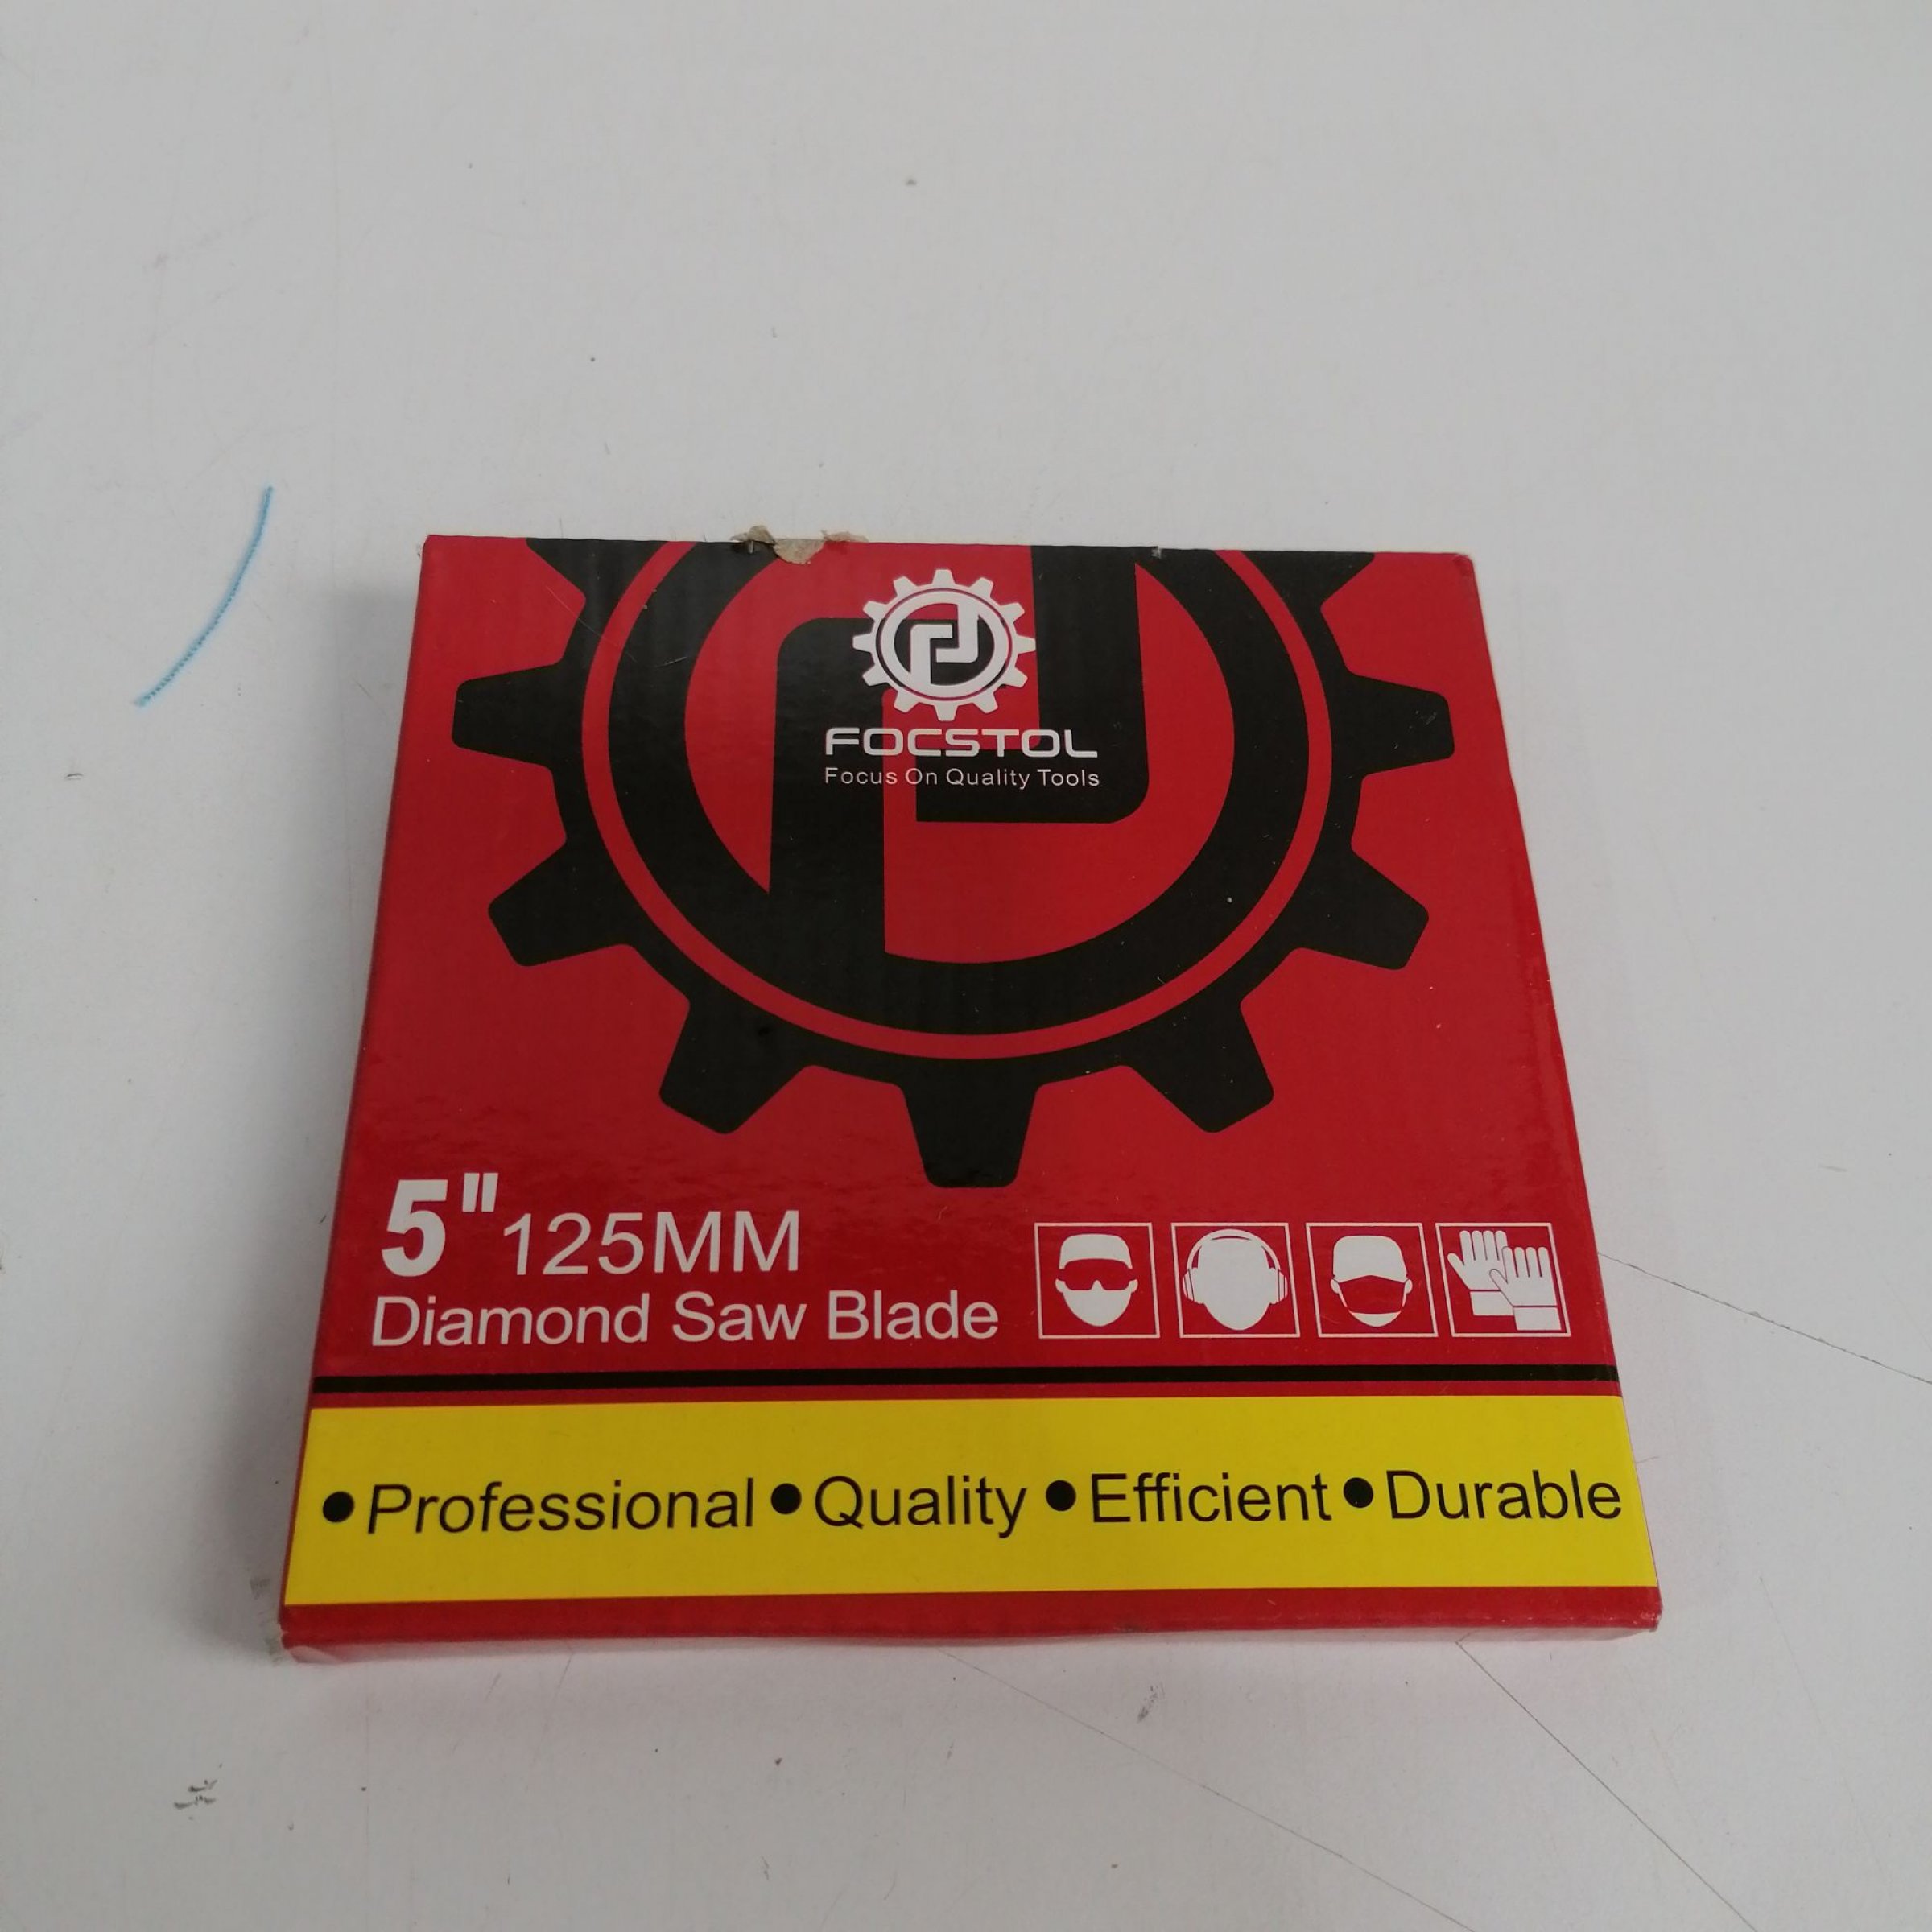 FOCSTOL
Focus On Quality Tools
5" 125MM
Diamond Saw Blade
•Professional •Quality •Efficient •Durable